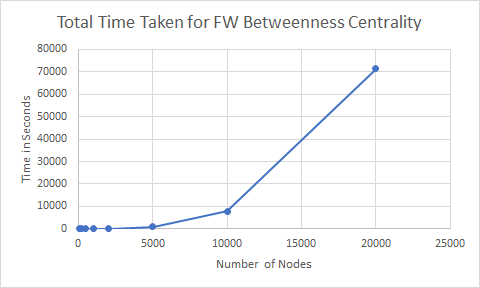 Total Time Taken for FW Betweenness Centrality
80000
70000
60000
50000
40000
30000
20000
10000
0
Time in Seconds
0 5000 10000 15000 20000 25000
Number of Nodes